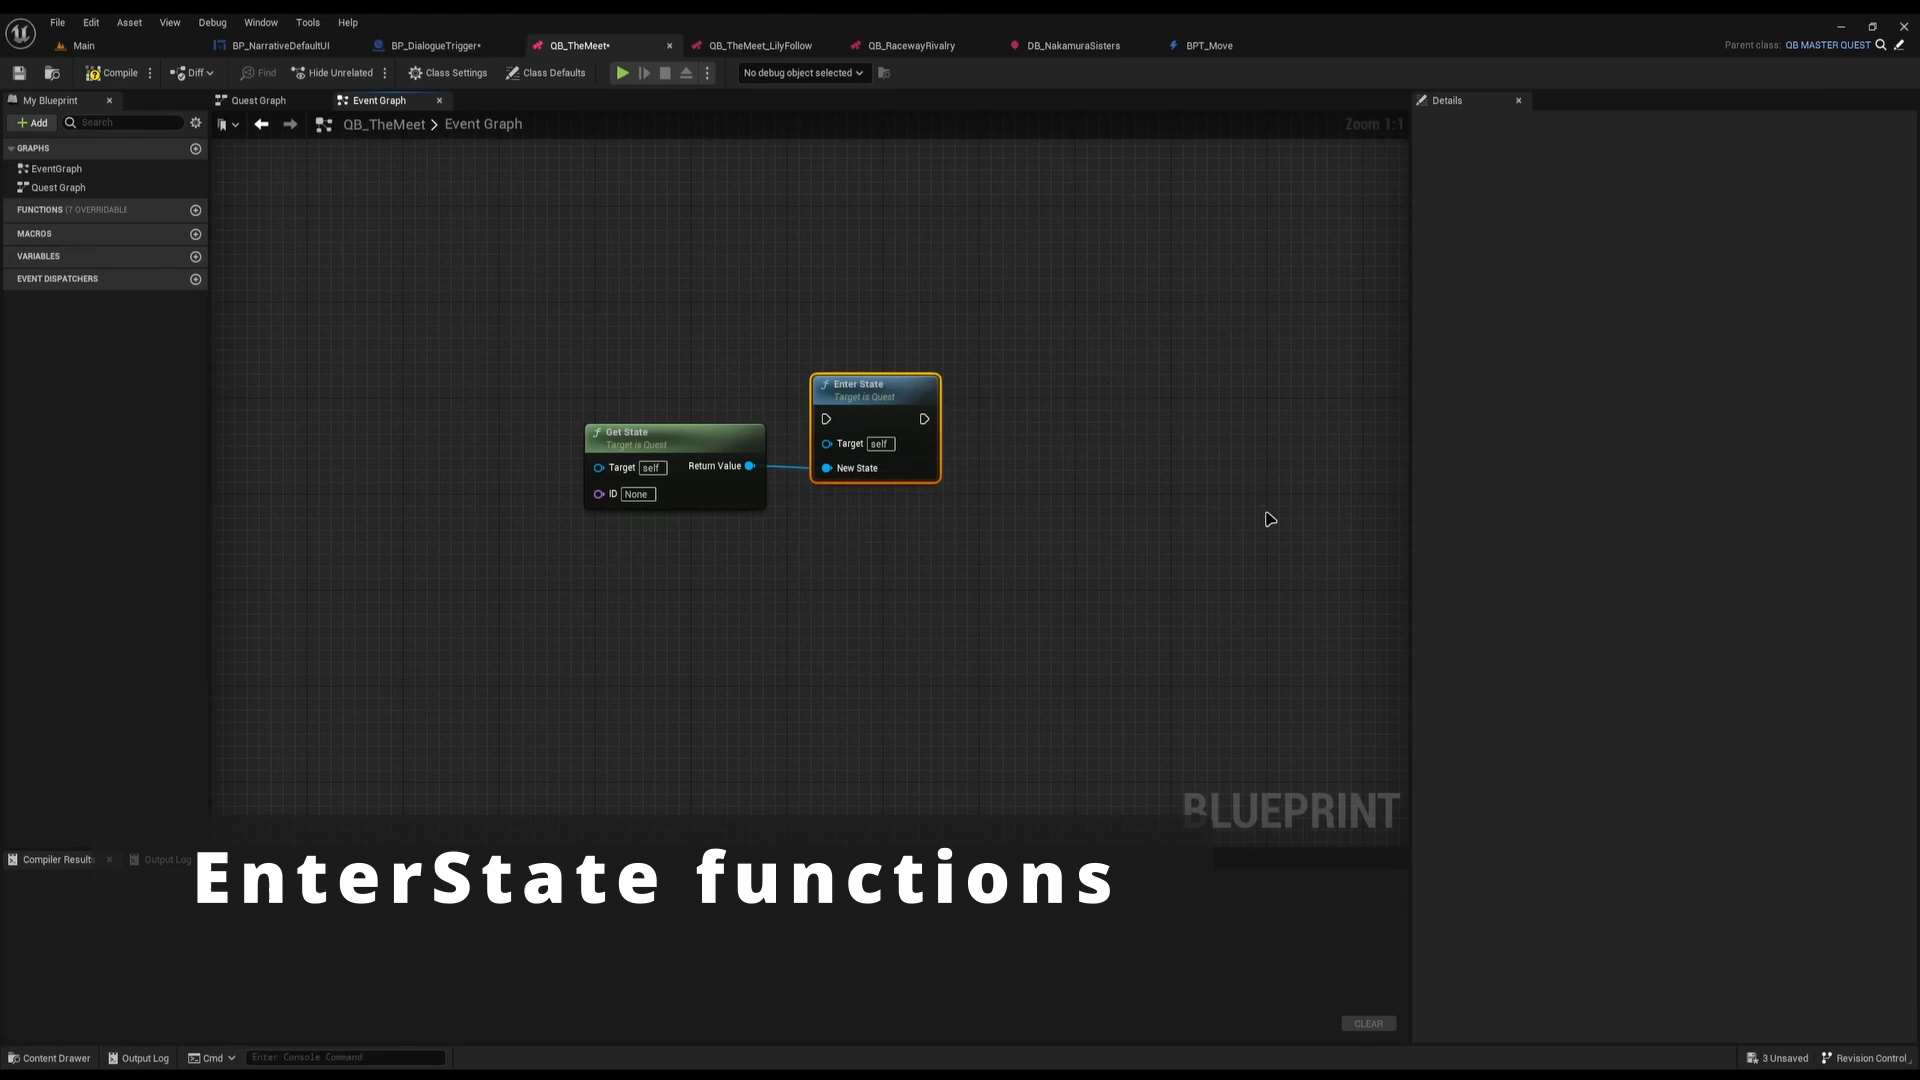 File Edit Asset View Debug Window Tools Help
Main BP_NarrativeDefaultUI BP_DialogueTrigger• QB_TheMeet• QB_TheMeet_LilyFollow QB_RacewayRivalry DB_NakamuraSisters BPT_Move
Parent class: QB MASTER QUEST
Compile Diff Find Hide Unrelated Class Settings Class Defaults No debug object selected
My Blueprint Quest Graph Event Graph Details
Add Search
QB_TheMeet > Event Graph Zoom 1:1
GRAPHS
EventGraph
Quest Graph
FUNCTIONS (7 OVERRIDABLE
MACROS
VARIABLES
EVENT DISPATCHERS
Enter State
Target is Quest
Target self
New State
Get State
Target is Quest
Target self Return Value
ID None
BLUEPRINT
Compiler Results Output Log
EnterState functions
CLEAR
Content Drawer Output Log Cmd Enter Console Command 3 Unsaved Revision Control